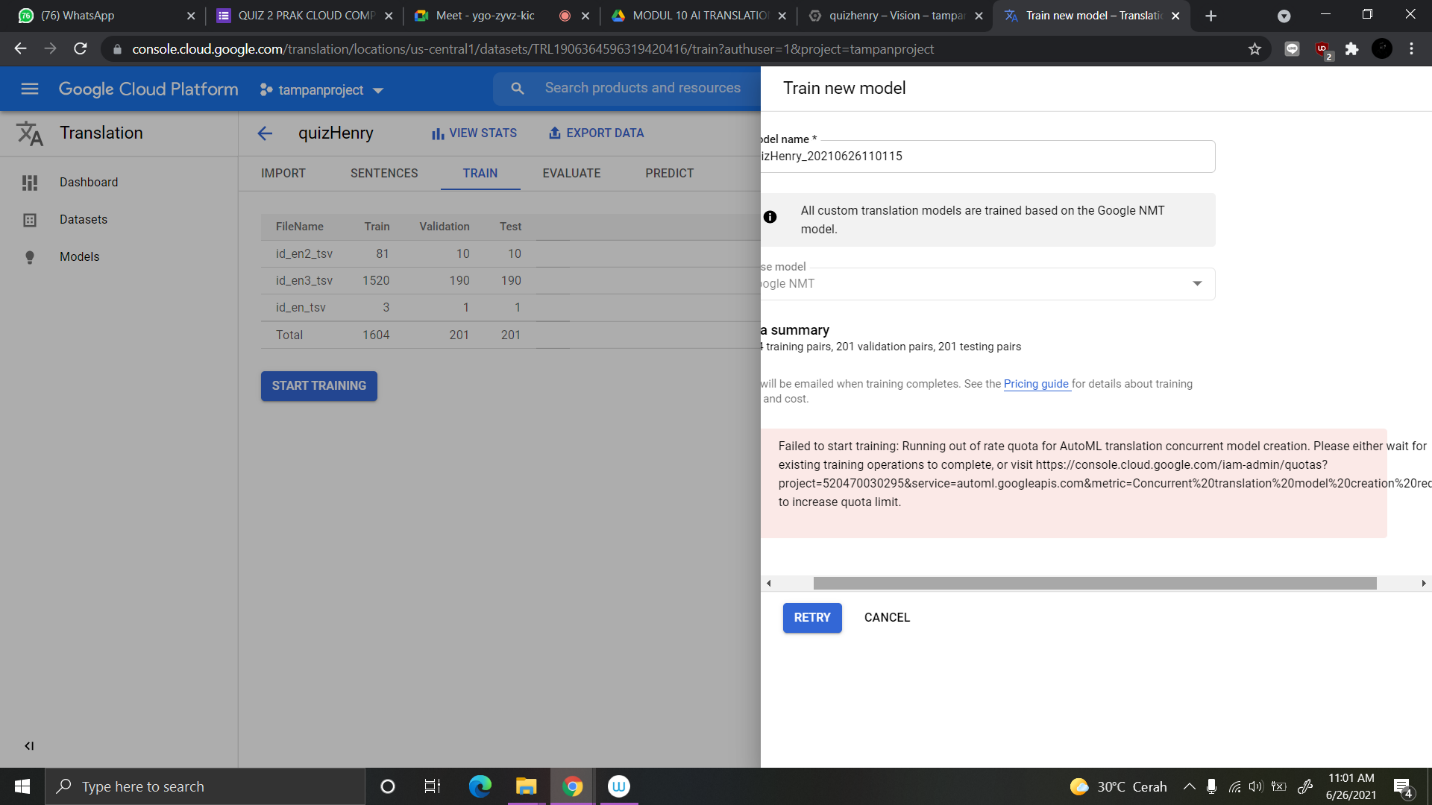 76
(76) WhatsApp
QUIZ 2 PRAK CLOUD COMP
Meet - ygo-zyvz-kic
MODUL 10 AI TRANSLATIO
quizhenry – Vision – tampan
Train new model – Translatio
console.cloud.google.com/translation/locations/us-central1/datasets/TRL1906364596319420416/train?authuser=1&project=tampanproject
2
Google Cloud Platform
tampanproject
Search products and resources
Translation
Dashboard
Datasets
Models
quizHenry
VIEW STATS
EXPORT DATA
IMPORT
SENTENCES
TRAIN
EVALUATE
PREDICT
FileName Train Validation Test
id_en2_tsv 81 10 10
id_en3_tsv 1520 190 190
id_en_tsv 3 1 1
Total 1604 201 201
START TRAINING
Train new model
odel name *
izHenry_20210626110115
All custom translation models are trained based on the Google NMT
model.
se model
ogle NMT
a summary
4 training pairs, 201 validation pairs, 201 testing pairs
will be emailed when training completes. See the Pricing guide for details about training
and cost.
Failed to start training: Running out of rate quota for AutoML translation concurrent model creation. Please either wait for
existing training operations to complete, or visit https://console.cloud.google.com/iam-admin/quotas?
project=520470030295&service=automl.googleapis.com&metric=Concurrent%20translation%20model%20creation%20rec
to increase quota limit.
RETRY
CANCEL
Type here to search
30°C Cerah
11:01 AM
6/26/2021
4